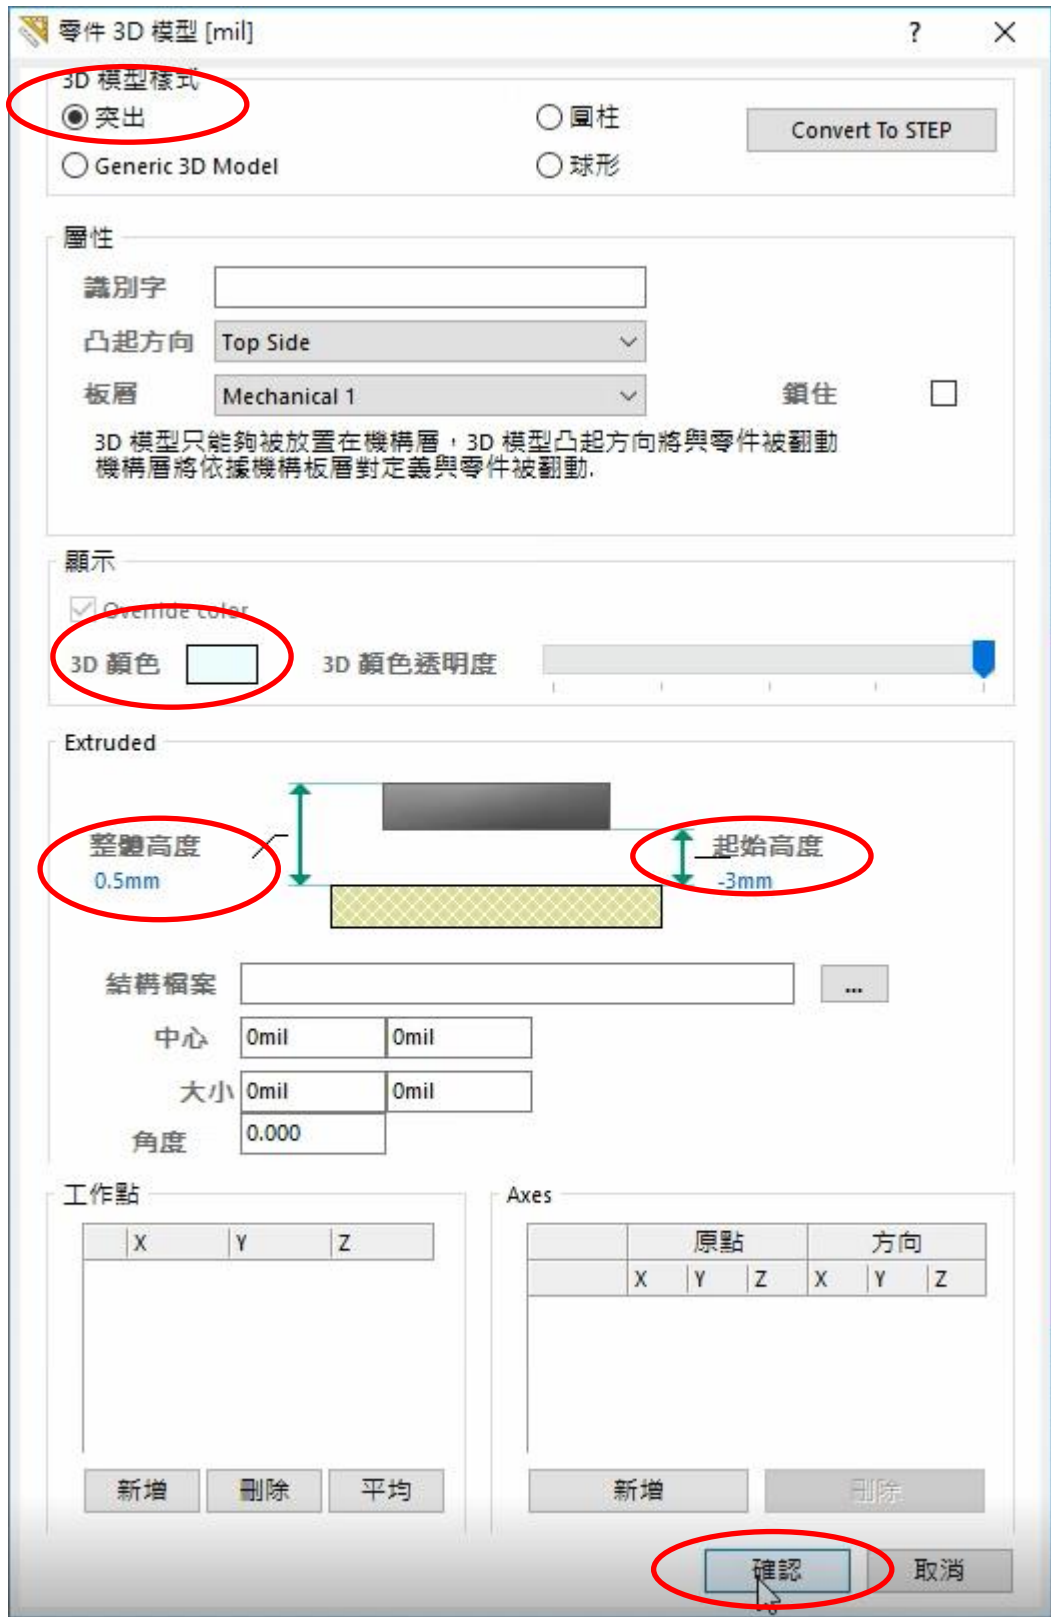 零件 3D 模型 [mil]
?
3D 模型樣式
突出
圓柱
Convert To STEP
Generic 3D Model
球形
屬性
識別字
凸起方向
Top Side
板層
Mechanical 1
鎖住
3D 模型只能夠被放置在機構層，3D 模型凸起方向將與零件被翻動
機構層將依據機構板層對定義與零件被翻動.
顯示
Override color
3D 顏色
3D 顏色透明度
Extruded
整體高度
0.5mm
起始高度
-3mm
結構檔案
...
中心
0mil
0mil
大小
0mil
0mil
角度
0.000
工作點
X
Y
Z
新增
刪除
平均
Axes
原點
方向
X
Y
Z
X
Y
Z
新增
刪除
確認
取消